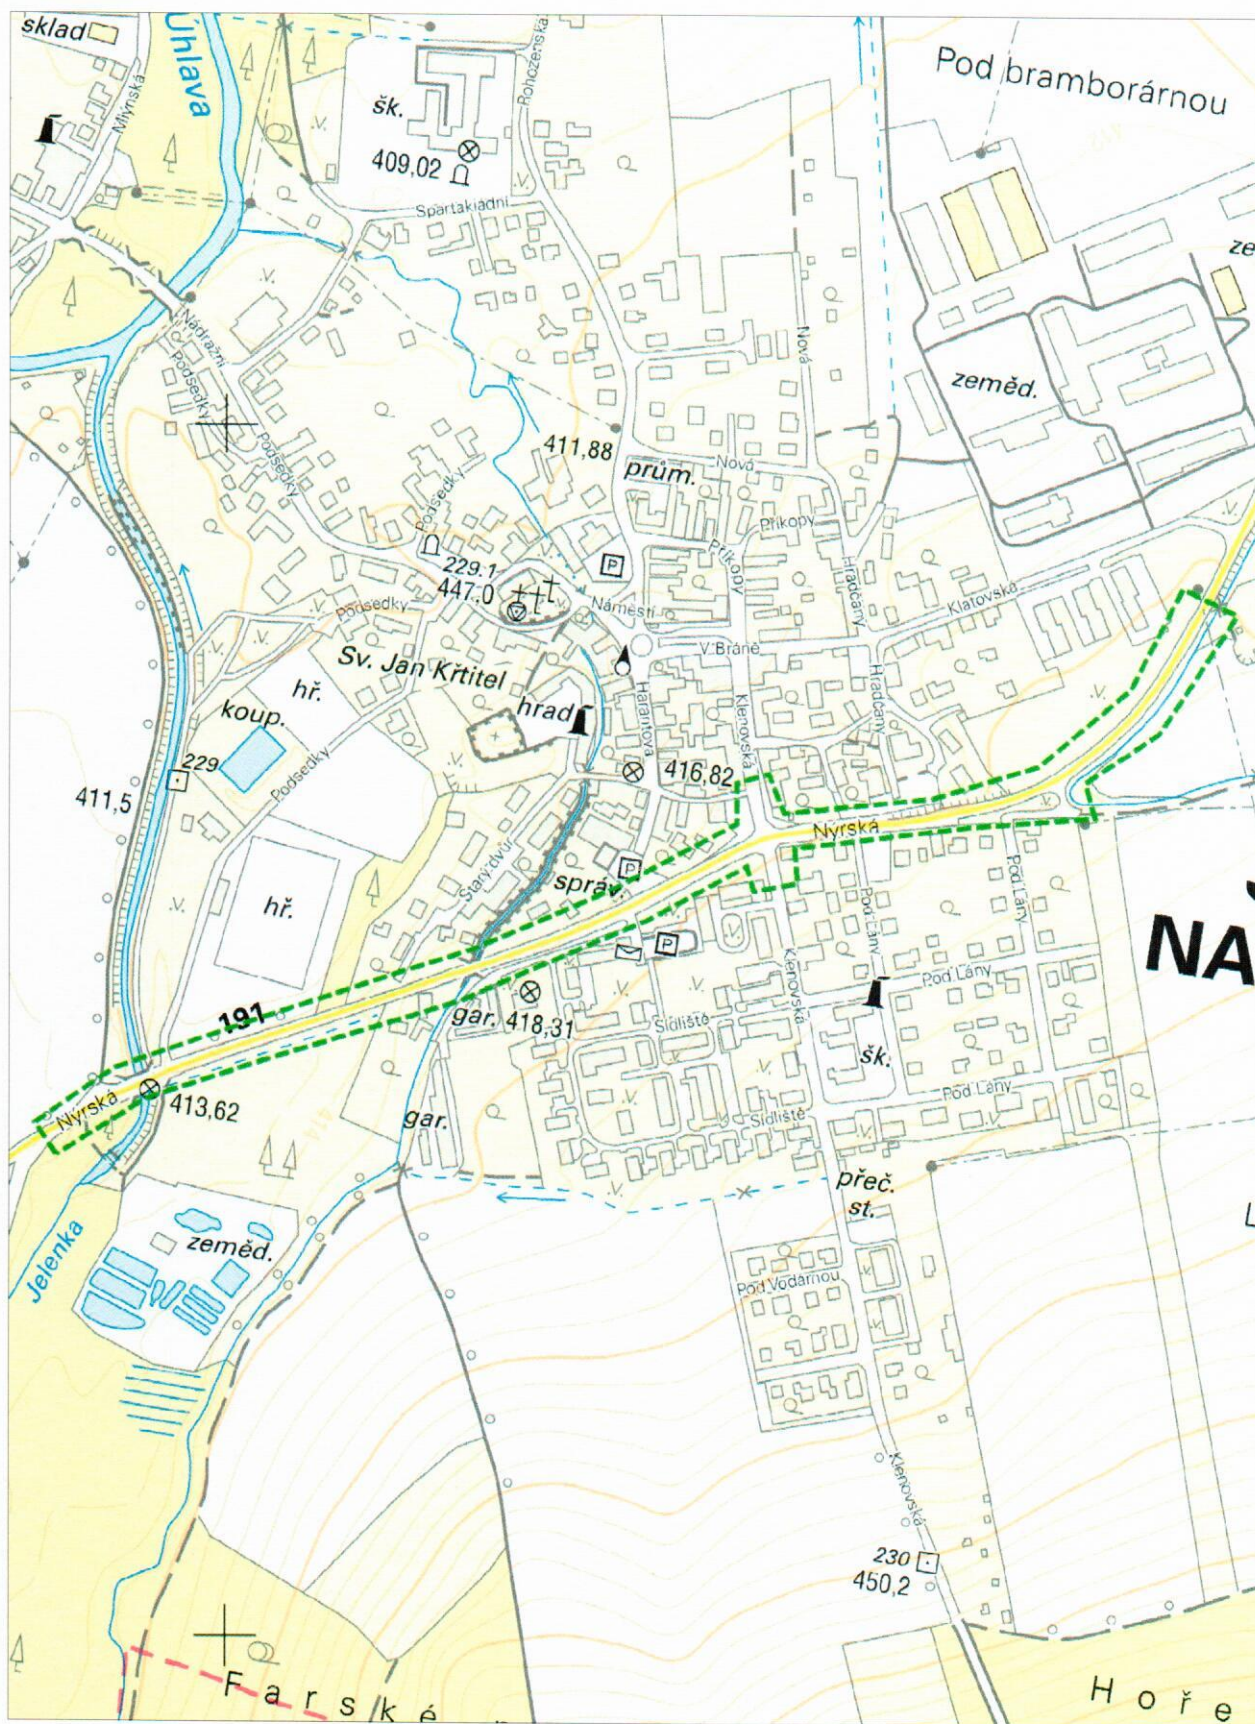 sklad
Mlýnská
Úhlava
šk.
409,02
Rohozenská
Spartakiádní
Pod bramborárnou
ze
Nádražní
Podsedky
Podsedky
Nová
zeměd.
411,88
prům.
Nová
Podsedky
Příkopy
Příkopy
Hradčany
229.1
447,0
Náměstí
Klatovská
Podsedky
V Bráně
Sv. Jan Křtitel
hř.
koup.
hrad
Harantova
Klenovská
Hradčany
229
Podsedky
416,82
411,5
Nýrská
Starý dvůr
správ.
hř.
Pod Lány
Pod Lány
NA
Klenovská
Pod Lány
191
gar. 418,31
Sídliště
šk.
Nýrská
413,62
gar.
Sídliště
Pod Lány
414
přeč.
st.
Jelenka
zeměd.
L
Pod Vodárnou
Klenovská
230
450,2
Farské
Hoře